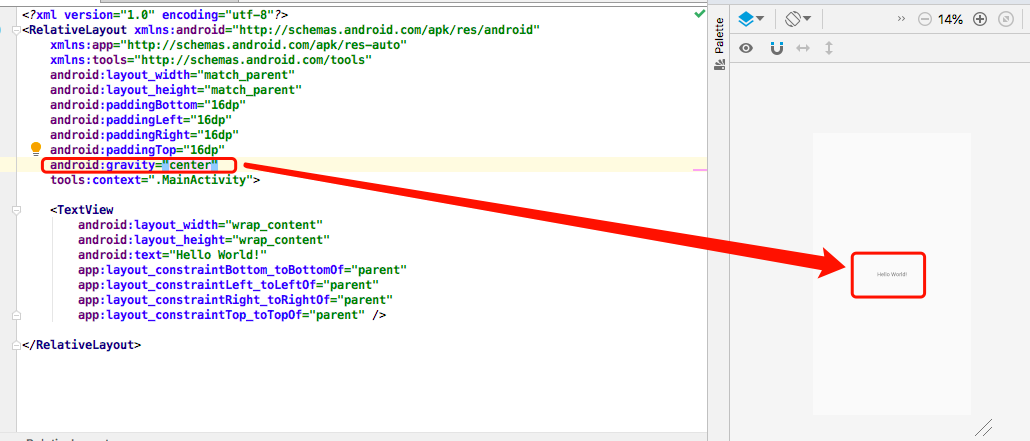 <?xml version="1.0" encoding="utf-8"?>
<RelativeLayout xmlns:android="http://schemas.android.com/apk/res/android"
xmlns:app="http://schemas.android.com/apk/res-auto"
xmlns:tools="http://schemas.android.com/tools"
android:layout_width="match_parent"
android:layout_height="match_parent"
android:paddingBottom="16dp"
android:paddingLeft="16dp"
android:paddingRight="16dp"
android:paddingTop="16dp"
android:gravity="center"
tools:context=".MainActivity">
<TextView
android:layout_width="wrap_content"
android:layout_height="wrap_content"
android:text="Hello World!"
app:layout_constraintBottom_toBottomOf="parent"
app:layout_constraintLeft_toLeftOf="parent"
app:layout_constraintRight_toRightOf="parent"
app:layout_constraintTop_toTopOf="parent" />
</RelativeLayout>
Palette
»
14%
Hello World!